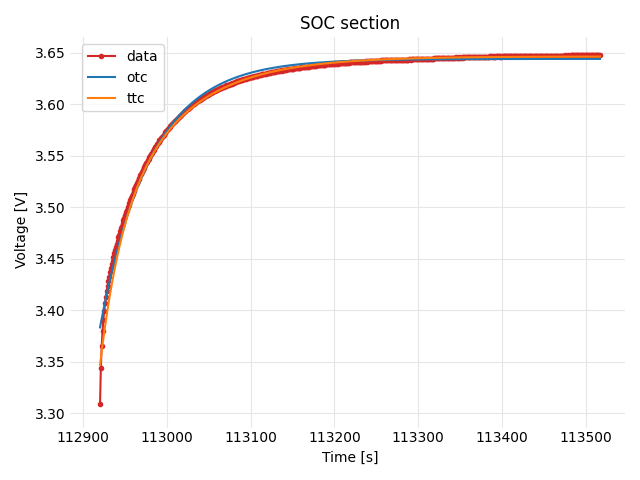 SOC section
data
otc
ttc
Voltage [V]
3.65
3.60
3.55
3.50
3.45
3.40
3.35
3.30
112900 113000 113100 113200 113300 113400 113500
Time [s]